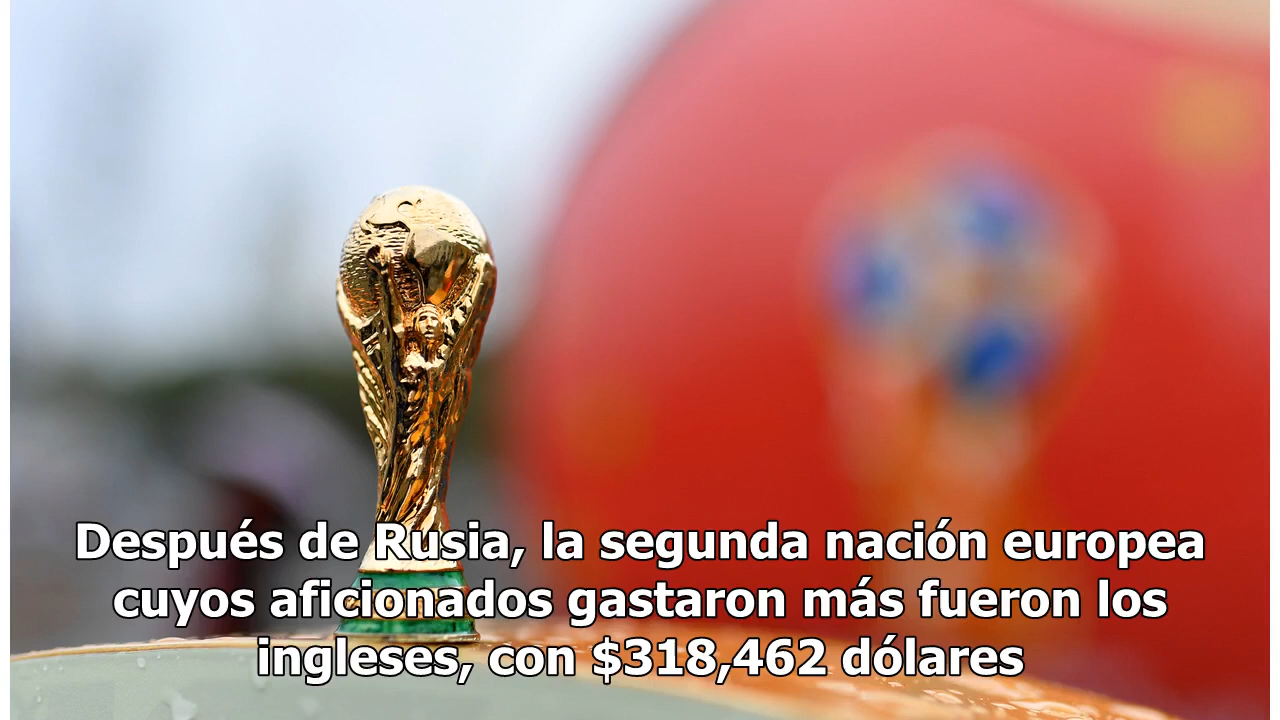 Después de Rusia, la segunda nación europea
cuyos aficionados gastaron más fueron los
ingleses, con $318,462 dólares